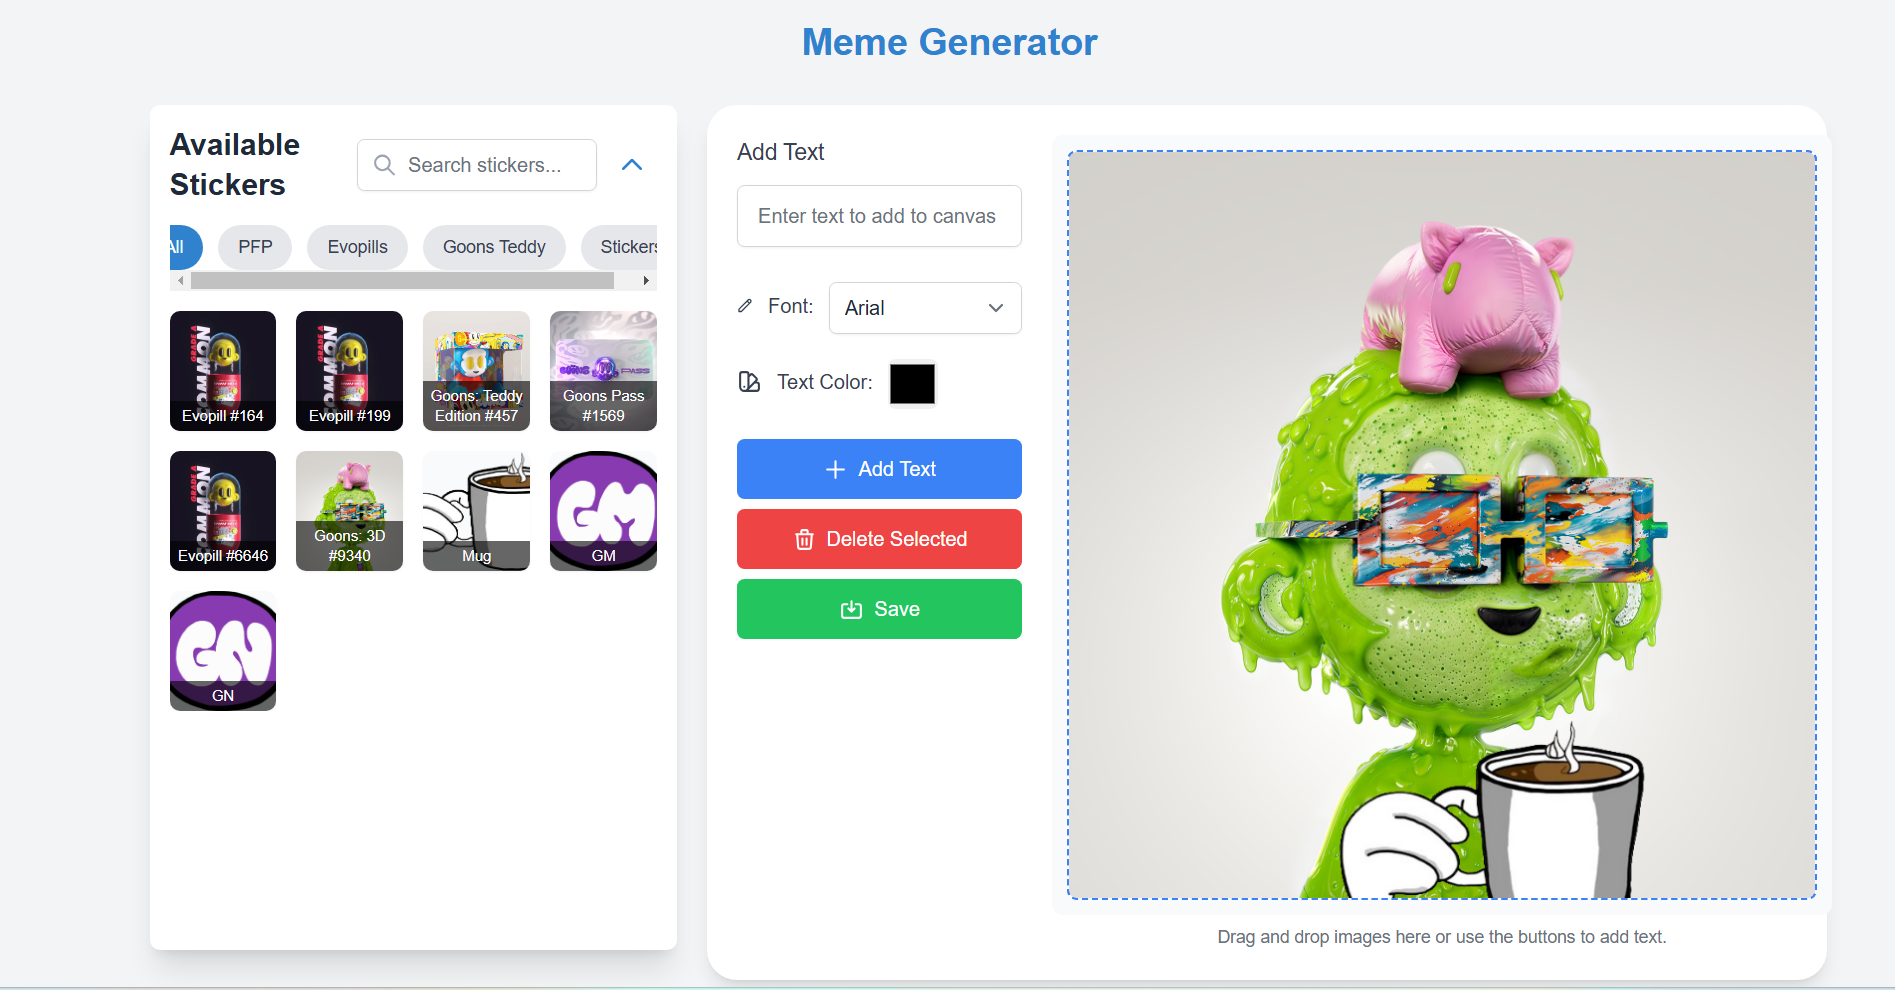 Meme Generator
Available
Stickers
Search stickers...
All
PFP
Evopills
Goons Teddy
Stickers
Evopill #164
Evopill #199
Goons: Teddy
Edition #457
Goons Pass
#1569
Evopill #6646
Goons: 3D
#9340
Mug
GM
GM
GN
GN
Add Text
Enter text to add to canvas
Font:
Arial
Text Color:
Add Text
Delete Selected
Save
Drag and drop images here or use the buttons to add text.